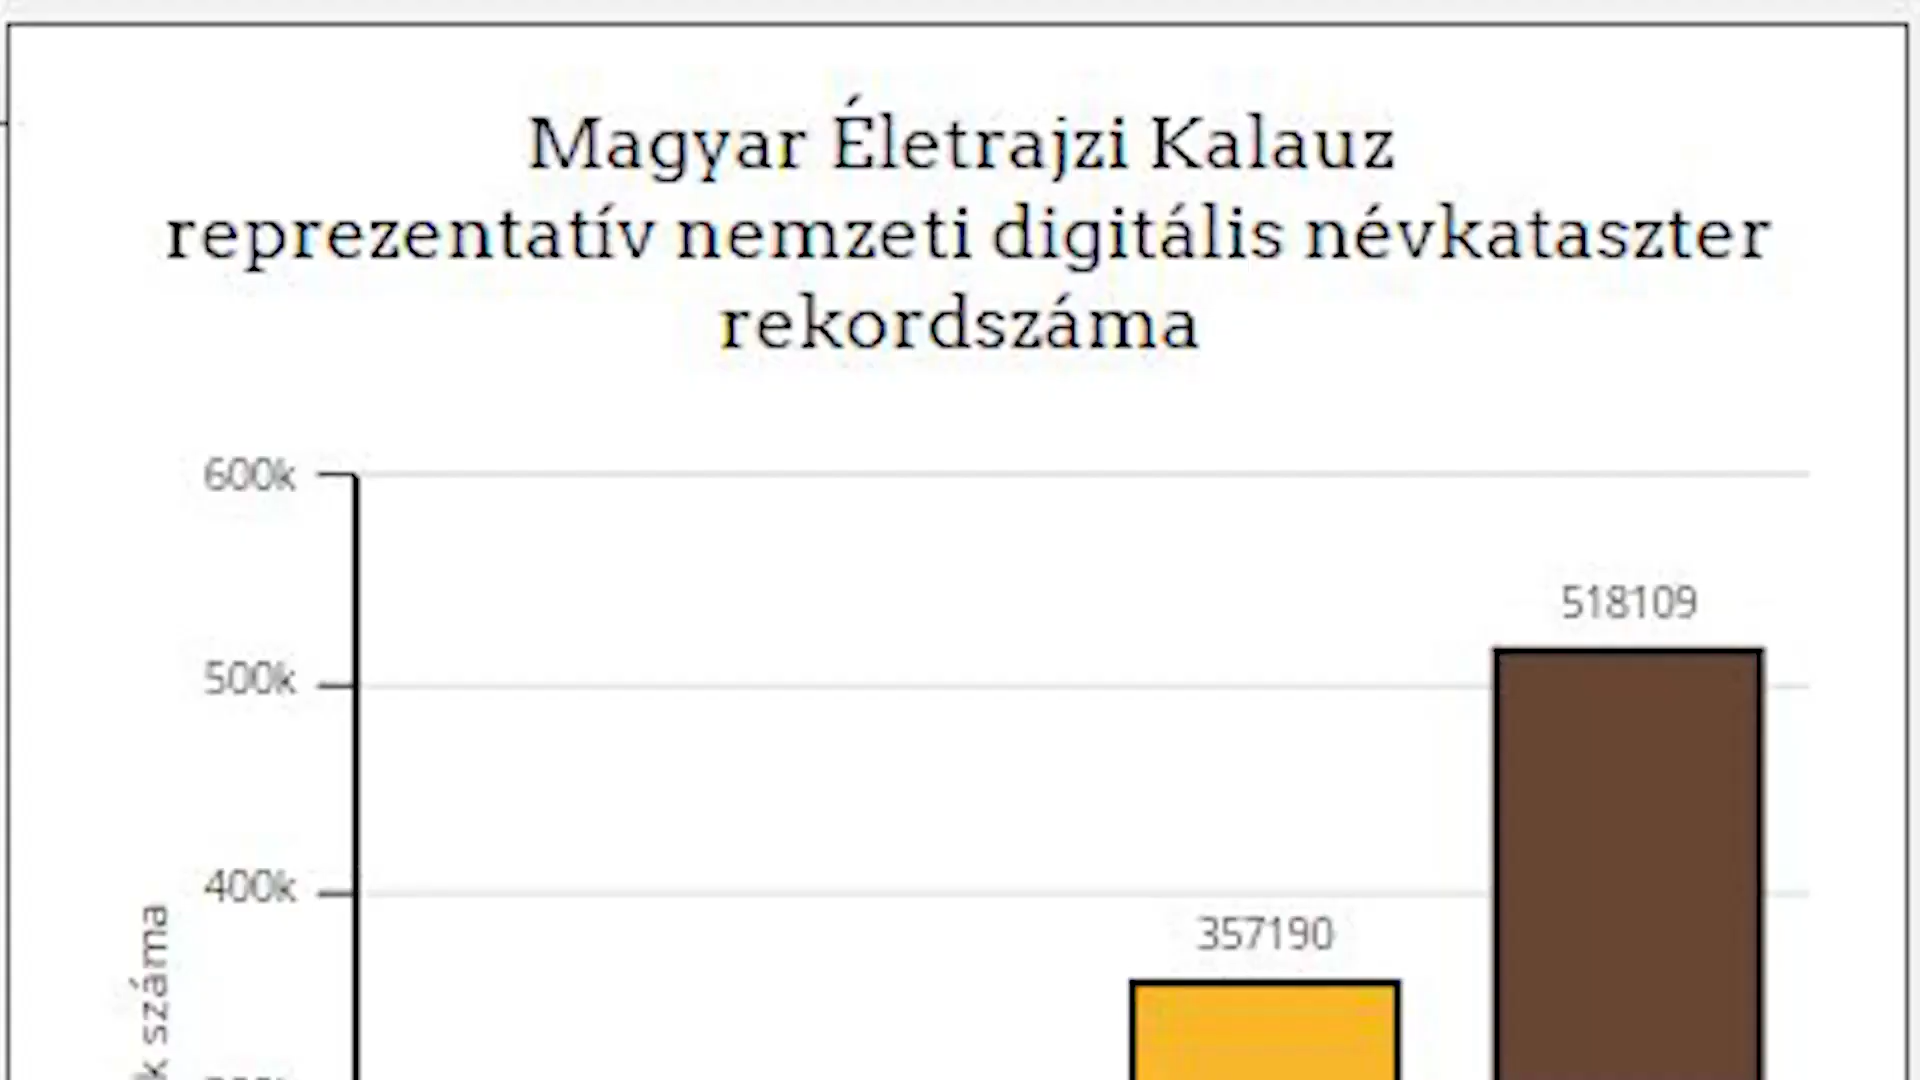 Magyar Életrajzi Kalauz
reprezentatív nemzeti digitális névkataszter
rekordszáma
600k
518109
500k
400k
357190
száma